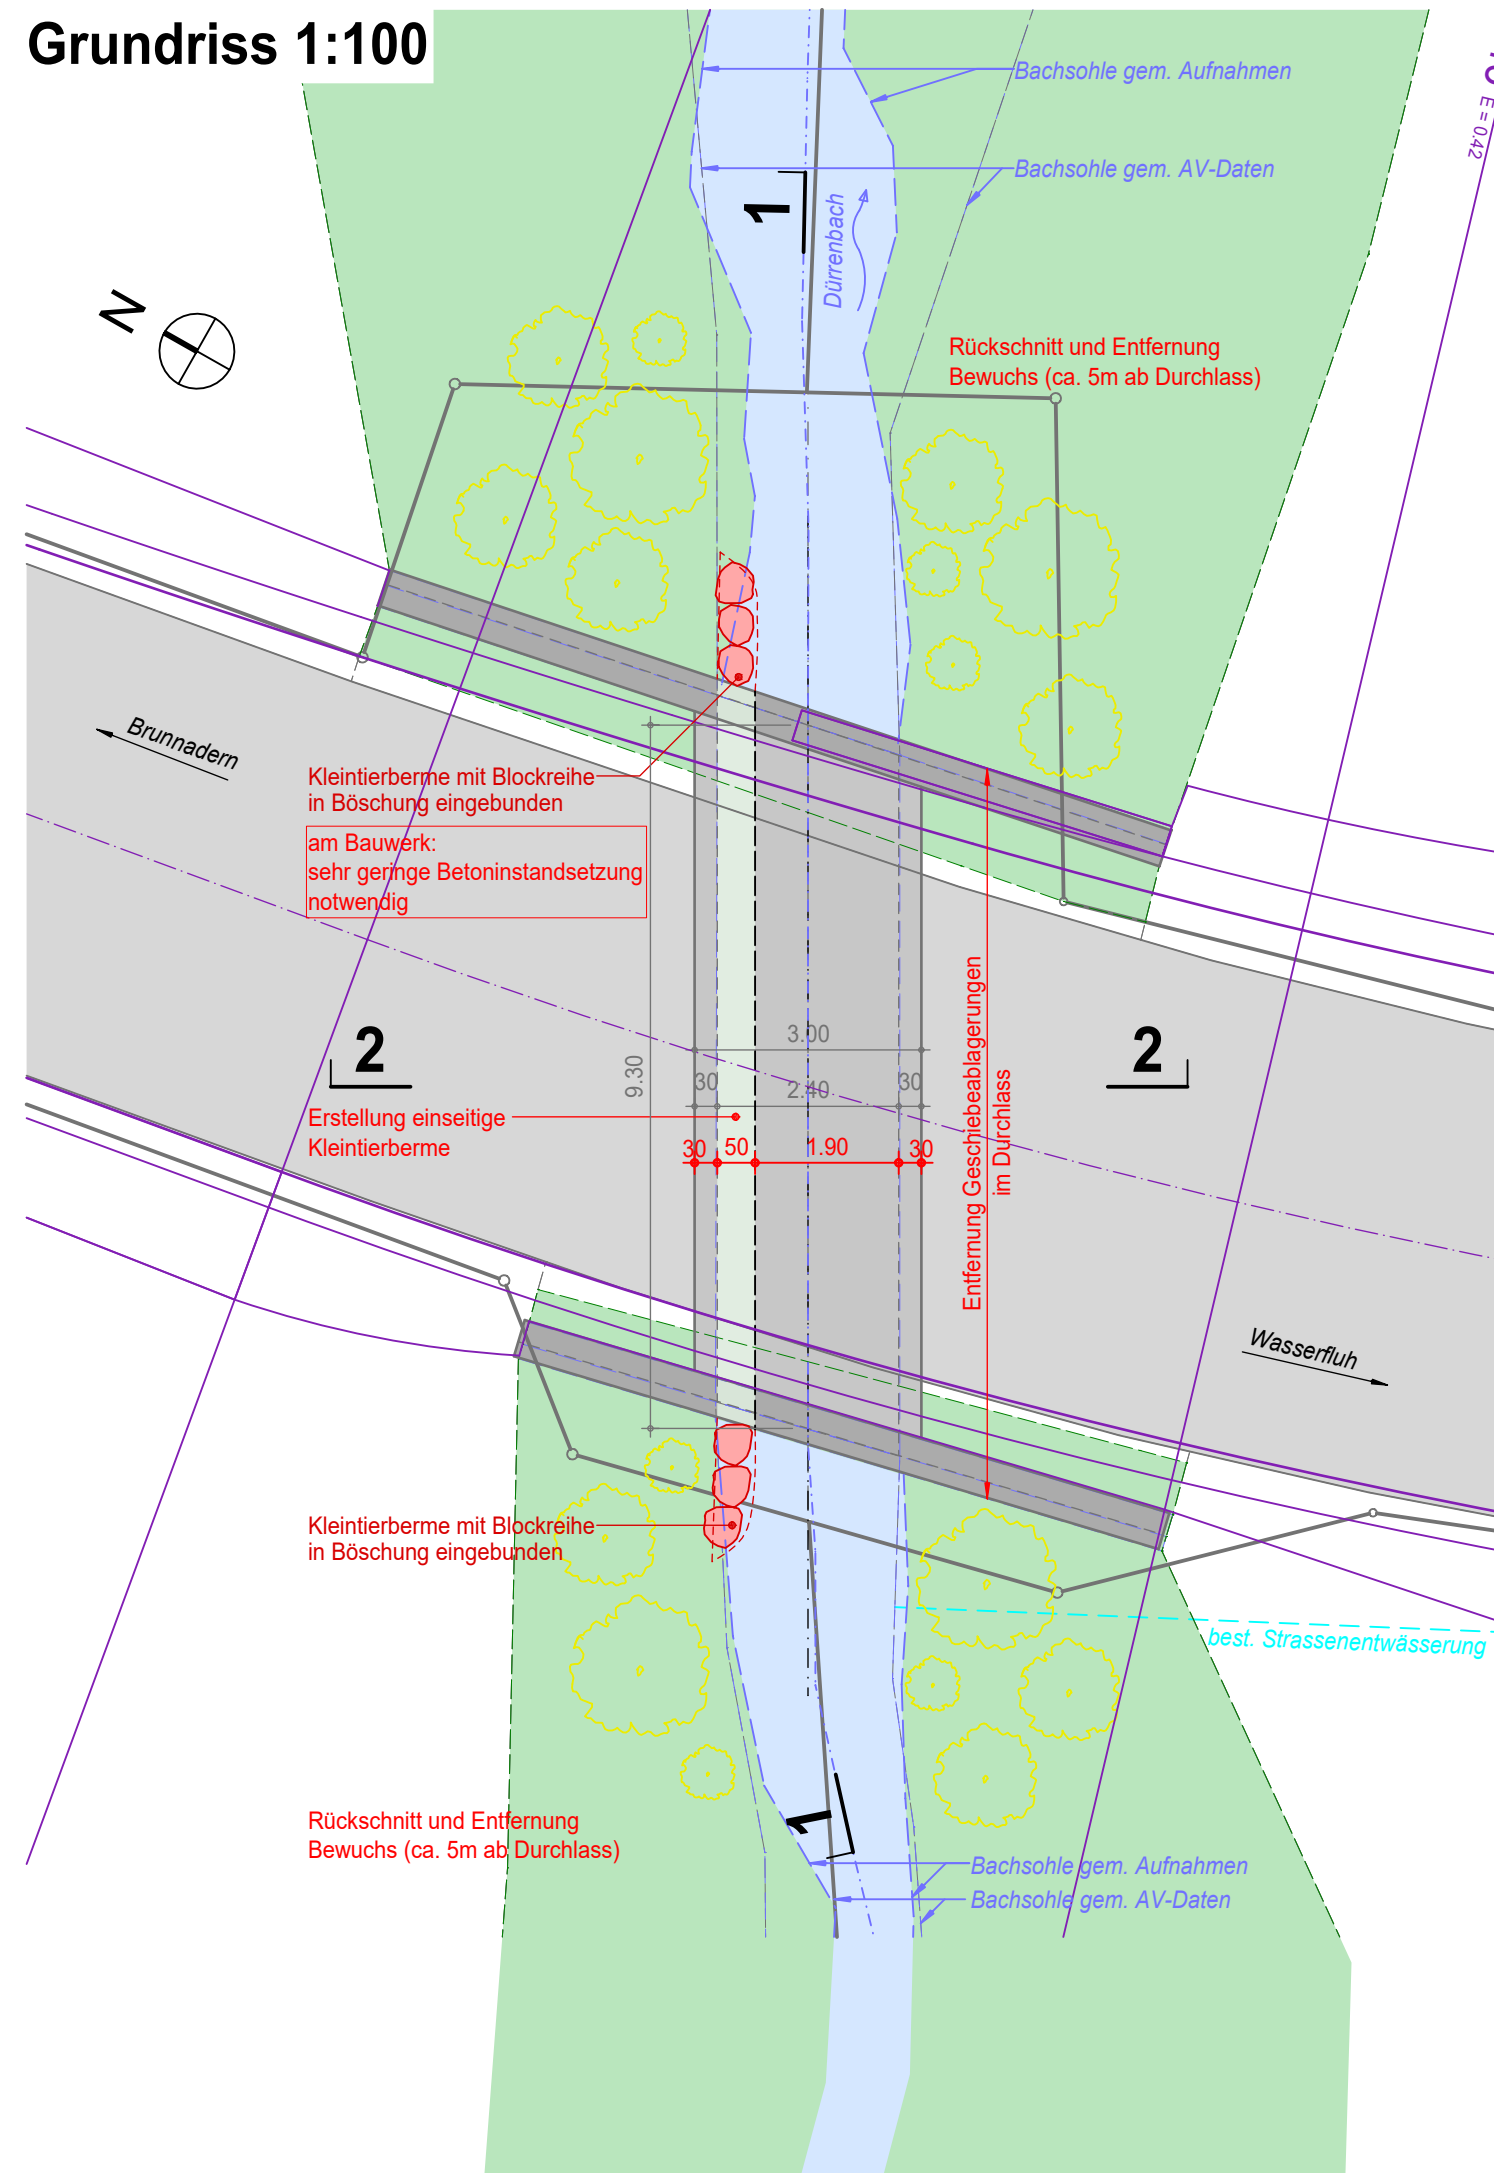 Grundriss 1:100
Bachsohle gem. Aufnahmen
E = 0.42
Bachsohle gem. AV-Daten
1
Dürrenbach
N
Rückschnitt und Entfernung
Bewuchs (ca. 5m ab Durchlass)
Brunnadern
Kleintierberme mit Blockreihe
in Böschung eingebunden
am Bauwerk:
sehr geringe Betoninstandsetzung
notwendig
Entfernung Geschiebeablagerungen
im Durchlass
2
2
3.00
9.30
30
2.40
30
Erstellung einseitige
Kleintierberme
30
50
1.90
30
Wasserfluh
Kleintierberme mit Blockreihe
in Böschung eingebunden
best. Strassenentwässerung
Rückschnitt und Entfernung
Bewuchs (ca. 5m ab Durchlass)
1
Bachsohle gem. Aufnahmen
Bachsohle gem. AV-Daten